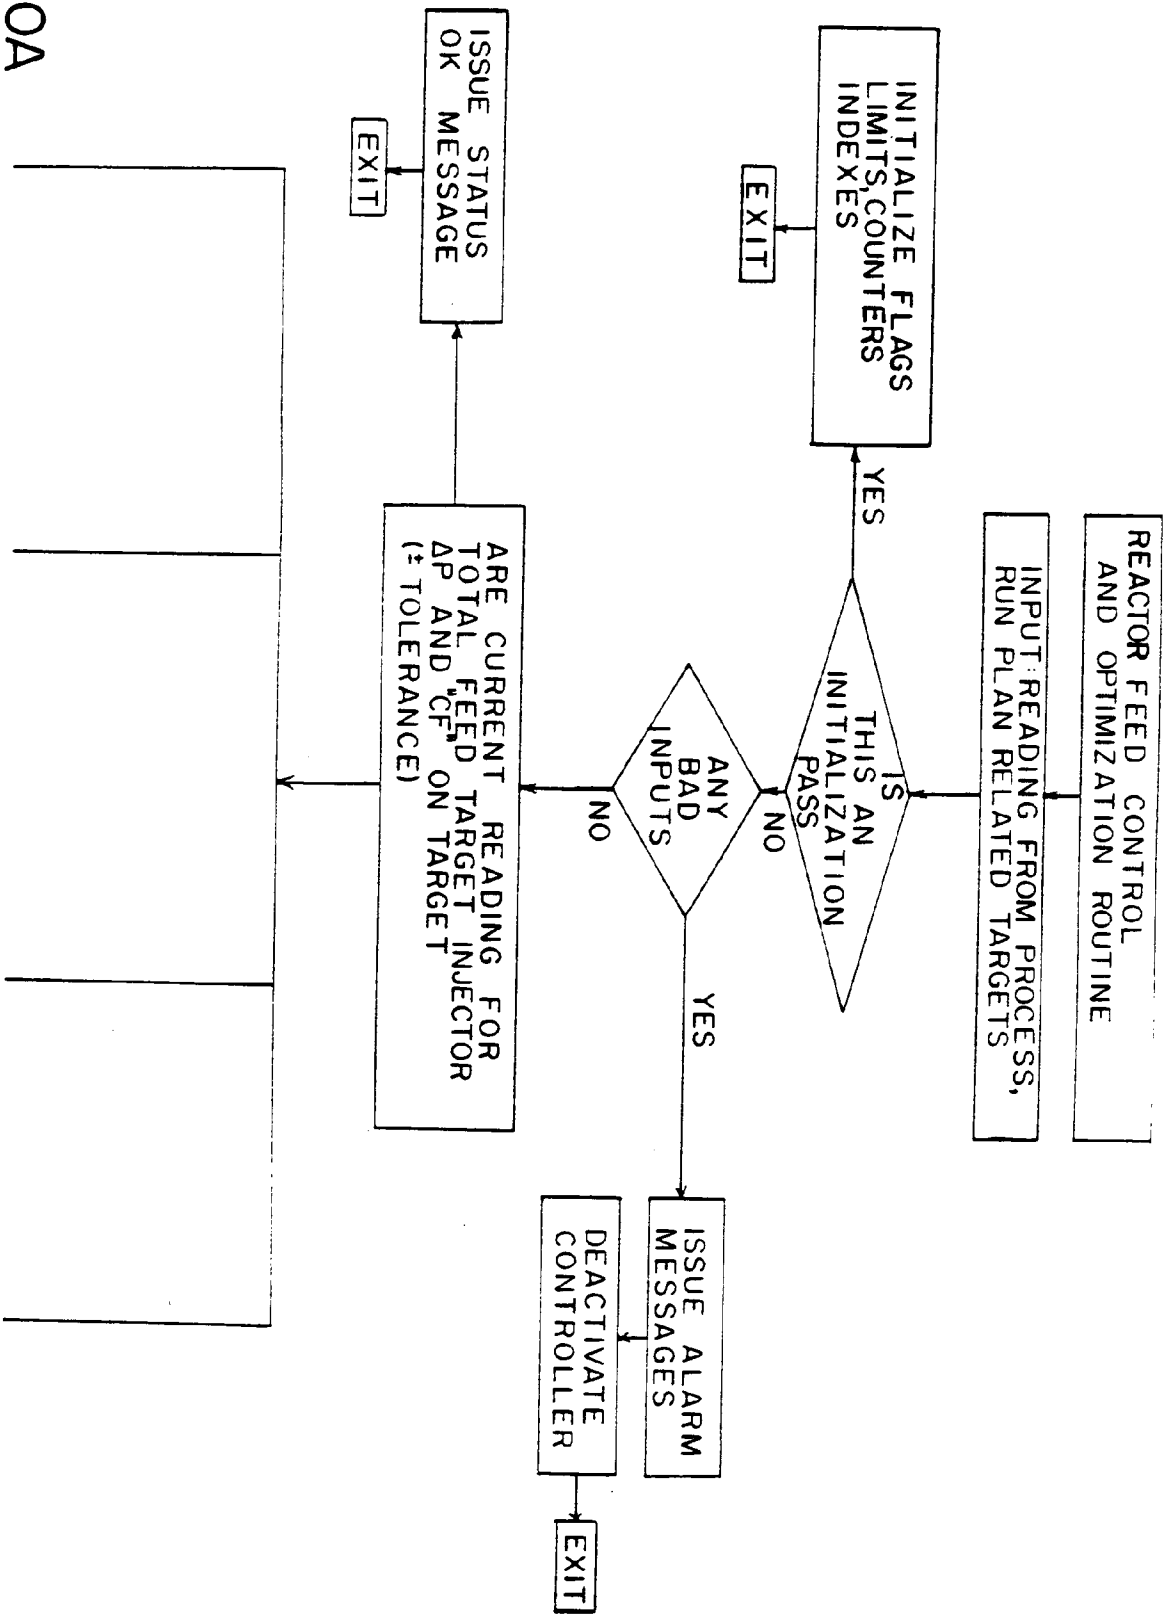 REACTOR FEED CONTROL
AND OPTIMIZATION ROUTINE
INPUT: READING FROM PROCESS,
RUN PLAN RELATED TARGETS
IS
THIS AN
INITIALIZATION
PASS
YES
INITIALIZE FLAGS
LIMITS, COUNTERS
INDEXES
EXIT
NO
ANY
BAD
INPUTS
YES
ISSUE ALARM
MESSAGES
DEACTIVATE
CONTROLLER
EXIT
NO
ARE CURRENT READING FOR
TOTAL FEED TARGET INJECTOR
ΔP AND "CF" ON TARGET
(± TOLERANCE)
ISSUE STATUS
OK MESSAGE
EXIT
OA